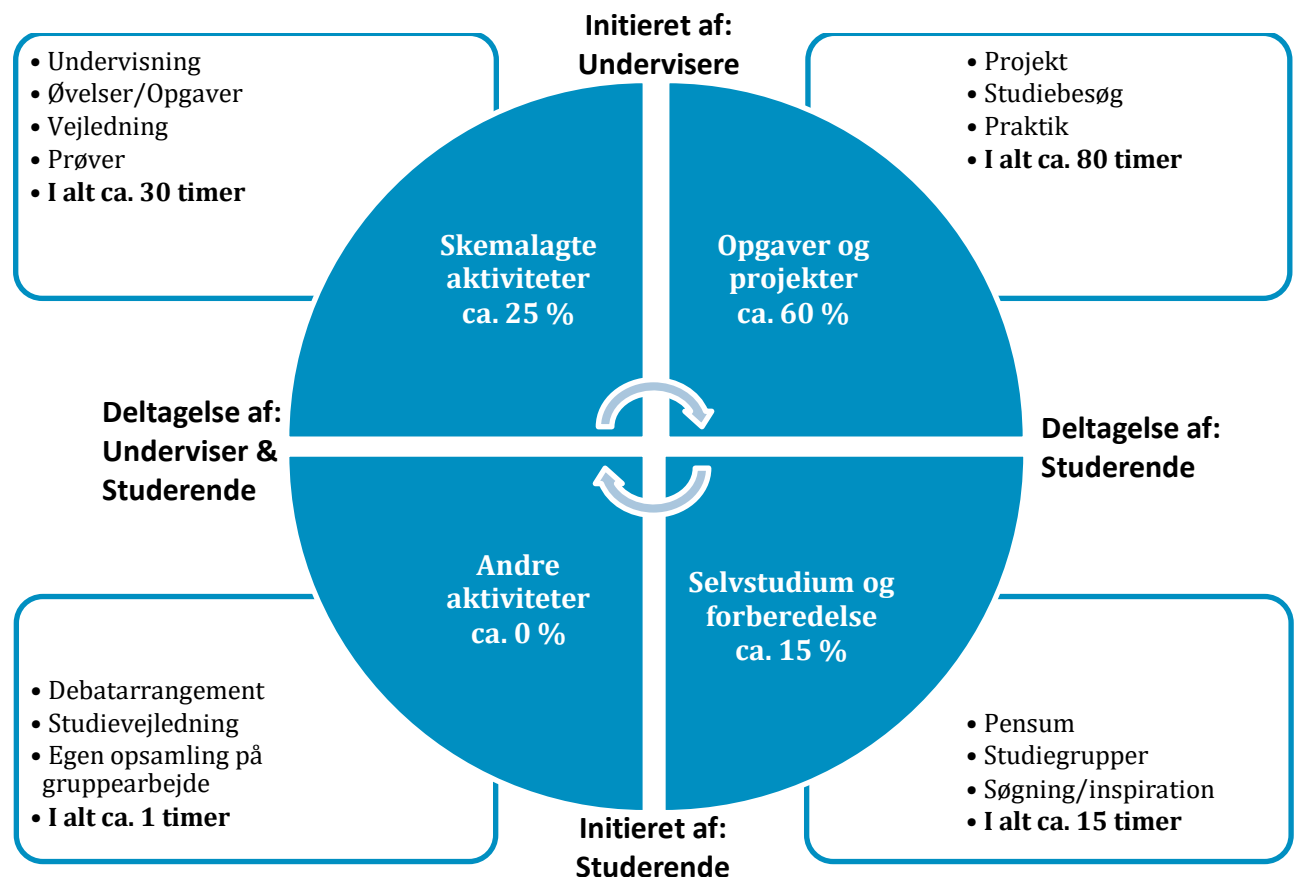 Initieret af:
Undervisere
• Undervisning
• Øvelser/Opgaver
• Vejledning
• Prøver
• I alt ca. 30 timer
• Projekt
• Studiebesøg
• Praktik
• I alt ca. 80 timer
Skemalagte
aktiviteter
ca. 25 %
Opgaver og
projekter
ca. 60 %
Deltagelse af:
Underviser &
Studerende
Deltagelse af:
Studerende
Andre
aktiviteter
ca. 0 %
Selvstudium og
forberedelse
ca. 15 %
• Debatarrangement
• Studievejledning
• Egen opsamling på
gruppearbejde
• I alt ca. 1 timer
• Pensum
• Studiegrupper
• Søgning/inspiration
• I alt ca. 15 timer
Initieret af:
Studerende